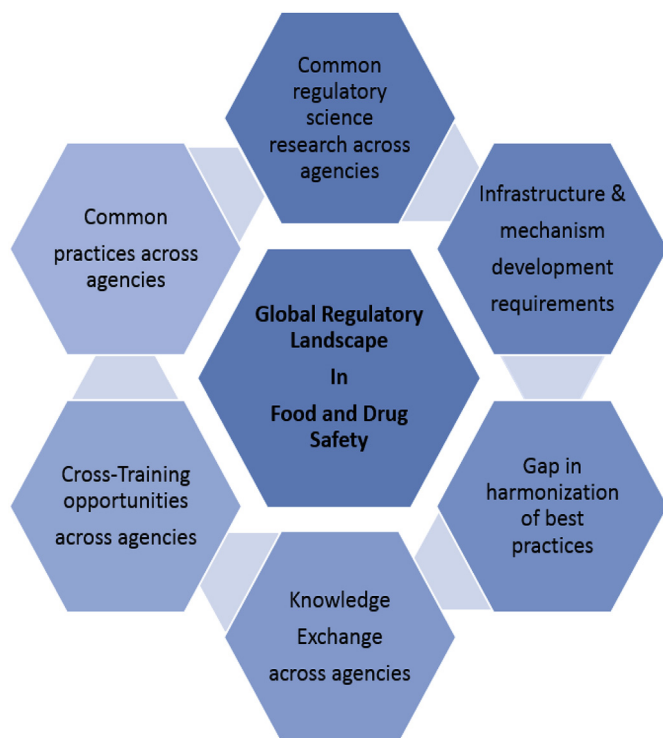 Common
regulatory
science
research across
agencies
Infrastructure &
mechanism
development
requirements
Common
practices across
agencies
Global Regulatory
Landscape
In
Food and Drug
Safety
Cross-Training
opportunities
across agencies
Gap in
harmonization
of best
practices
Knowledge
Exchange
across agencies